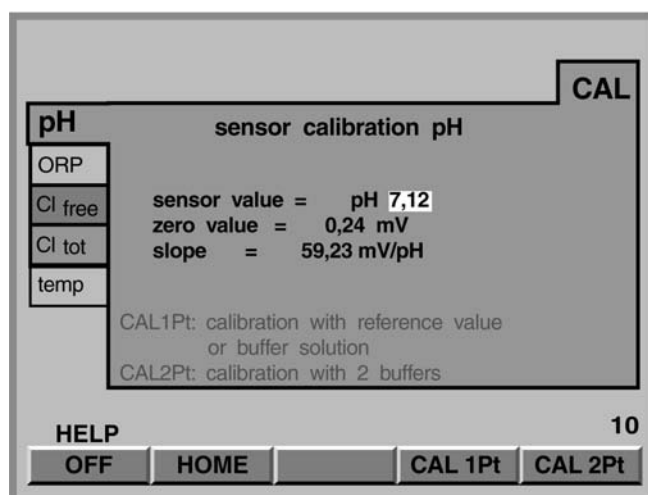 CAL
pH
sensor calibration pH
ORP
Cl free
Cl tot
temp
sensor value = pH 7,12
zero value = 0,24 mV
slope = 59,23 mV/pH
CAL1Pt: calibration with reference value
or buffer solution
CAL2Pt: calibration with 2 buffers
HELP
10
OFF HOME CAL 1Pt CAL 2Pt